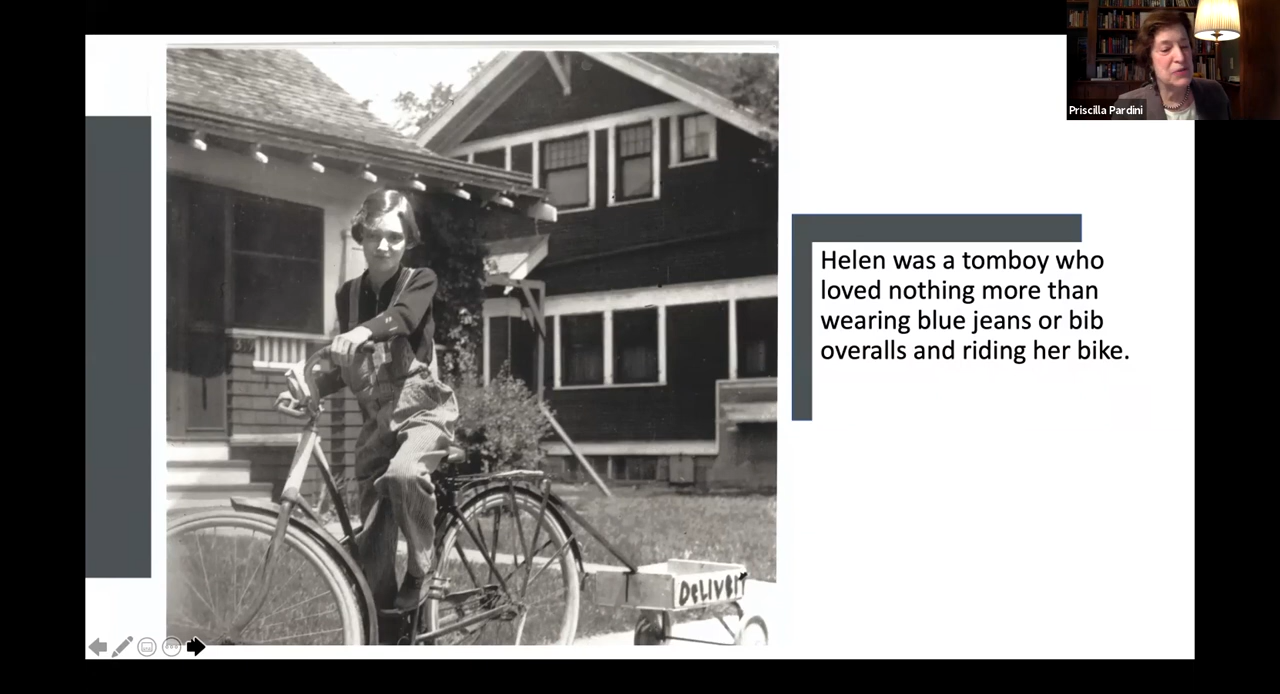 Priscilla Pardini
Helen was a tomboy who
loved nothing more than
wearing blue jeans or bib
overalls and riding her bike.